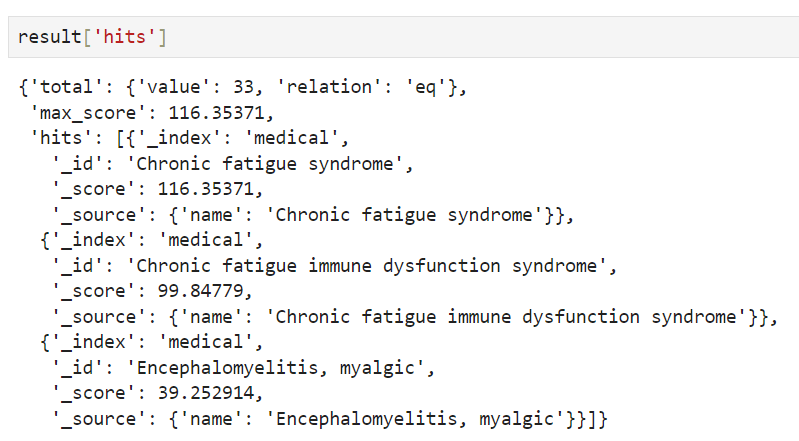 result['hits']
{'total': {'value': 33, 'relation': 'eq'},
 'max_score': 116.35371,
 'hits': [{'_index': 'medical',
   '_id': 'Chronic fatigue syndrome',
   '_score': 116.35371,
   '_source': {'name': 'Chronic fatigue syndrome'}},
  {'_index': 'medical',
   '_id': 'Chronic fatigue immune dysfunction syndrome',
   '_score': 99.84779,
   '_source': {'name': 'Chronic fatigue immune dysfunction syndrome'}},
  {'_index': 'medical',
   '_id': 'Encephalomyelitis, myalgic',
   '_score': 39.252914,
   '_source': {'name': 'Encephalomyelitis, myalgic'}}]}